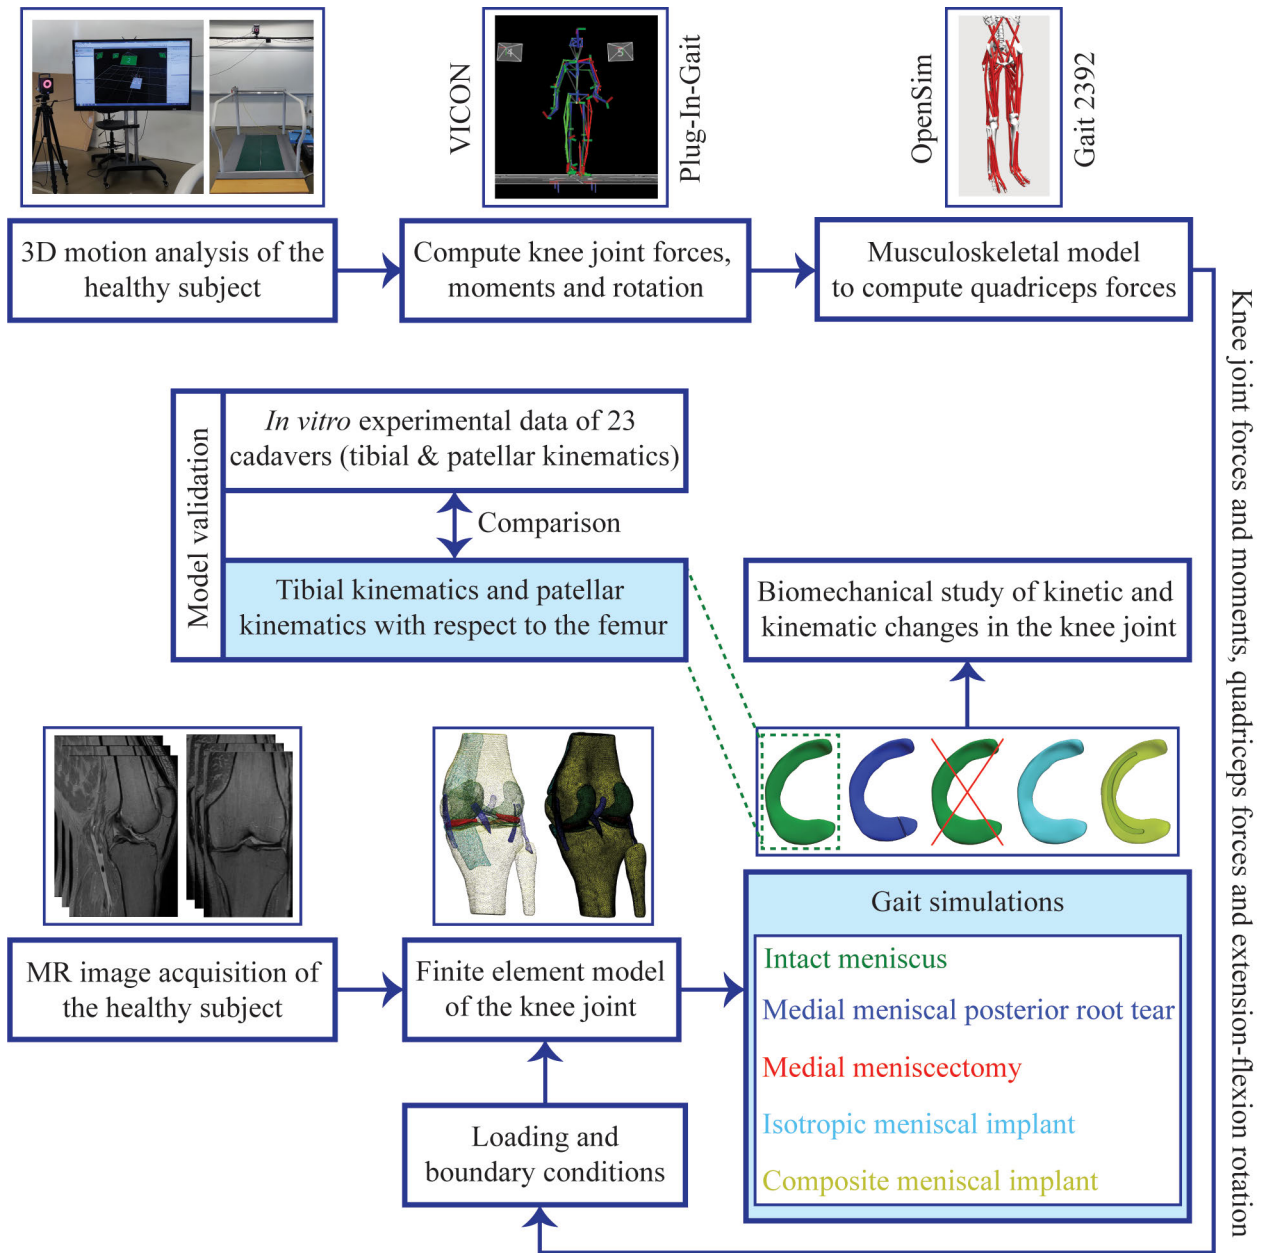 VICON
Plug-In-Gait
OpenSim
Gait 2392
3D motion analysis of the
healthy subject
Compute knee joint forces,
moments and rotation
Musculoskeletal model
to compute quadriceps forces
Knee joint forces and moments, quadriceps forces and extension-flexion rotation
Model validation
In vitro experimental data of 23
cadavers (tibial & patellar kinematics)
Comparison
Tibial kinematics and patellar
kinematics with respect to the femur
Biomechanical study of kinetic and
kinematic changes in the knee joint
MR image acquisition of
the healthy subject
Finite element model
of the knee joint
Loading and
boundary conditions
Gait simulations
Intact meniscus
Medial meniscal posterior root tear
Medial meniscectomy
Isotropic meniscal implant
Composite meniscal implant